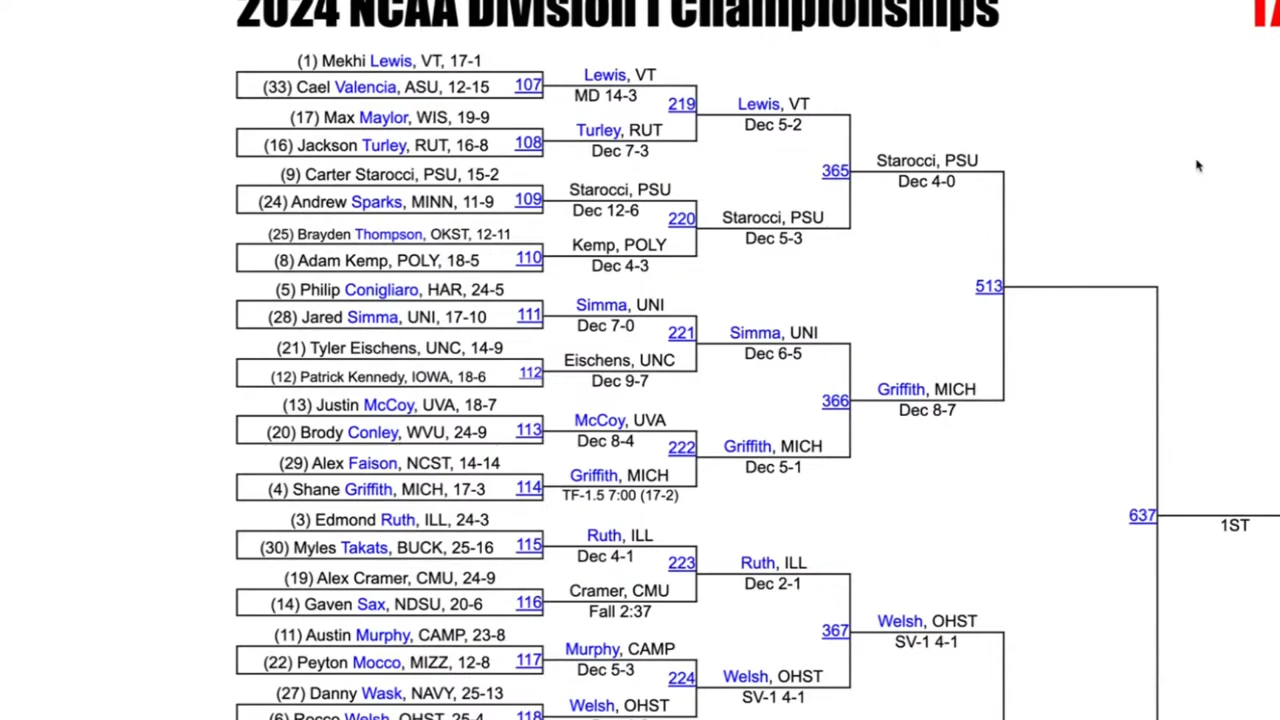 2024 NCAA Division I Championships
(1) Mekhi Lewis, VT, 17-1
(33) Cael Valencia, ASU, 12-15
107
(17) Max Maylor, WIS, 19-9
(16) Jackson Turley, RUT, 16-8
108
(9) Carter Starocci, PSU, 15-2
(24) Andrew Sparks, MINN, 11-9
109
(25) Brayden Thompson, OKST, 12-11
(8) Adam Kemp, POLY, 18-5
110
(5) Philip Conigliaro, HAR, 24-5
(28) Jared Simma, UNI, 17-10
111
(21) Tyler Eischens, UNC, 14-9
(12) Patrick Kennedy, IOWA, 18-6
112
(13) Justin McCoy, UVA, 18-7
(20) Brody Conley, WVU, 24-9
113
(29) Alex Faison, NCST, 14-14
(4) Shane Griffith, MICH, 17-3
114
(3) Edmond Ruth, ILL, 24-3
(30) Myles Takats, BUCK, 25-16
115
(19) Alex Cramer, CMU, 24-9
(14) Gaven Sax, NDSU, 20-6
116
(11) Austin Murphy, CAMP, 23-8
(22) Peyton Mocco, MIZZ, 12-8
117
(27) Danny Wask, NAVY, 25-13
(6) Rocco Welsh, OHST, 25-4
118
Lewis, VT
MD 14-3
219
Turley, RUT
Dec 7-3
Starocci, PSU
Dec 12-6
220
Kemp, POLY
Dec 4-3
Simma, UNI
Dec 7-0
221
Eischens, UNC
Dec 9-7
McCoy, UVA
Dec 8-4
222
Griffith, MICH
TF-1.5 7:00 (17-2)
Ruth, ILL
Dec 4-1
223
Cramer, CMU
Fall 2:37
Murphy, CAMP
Dec 5-3
224
Welsh, OHST
Lewis, VT
Dec 5-2
365
Starocci, PSU
Dec 5-3
Simma, UNI
Dec 6-5
366
Griffith, MICH
Dec 5-1
Ruth, ILL
Dec 2-1
367
Welsh, OHST
SV-1 4-1
Starocci, PSU
Dec 4-0
513
Griffith, MICH
Dec 8-7
Welsh, OHST
SV-1 4-1
637
1ST